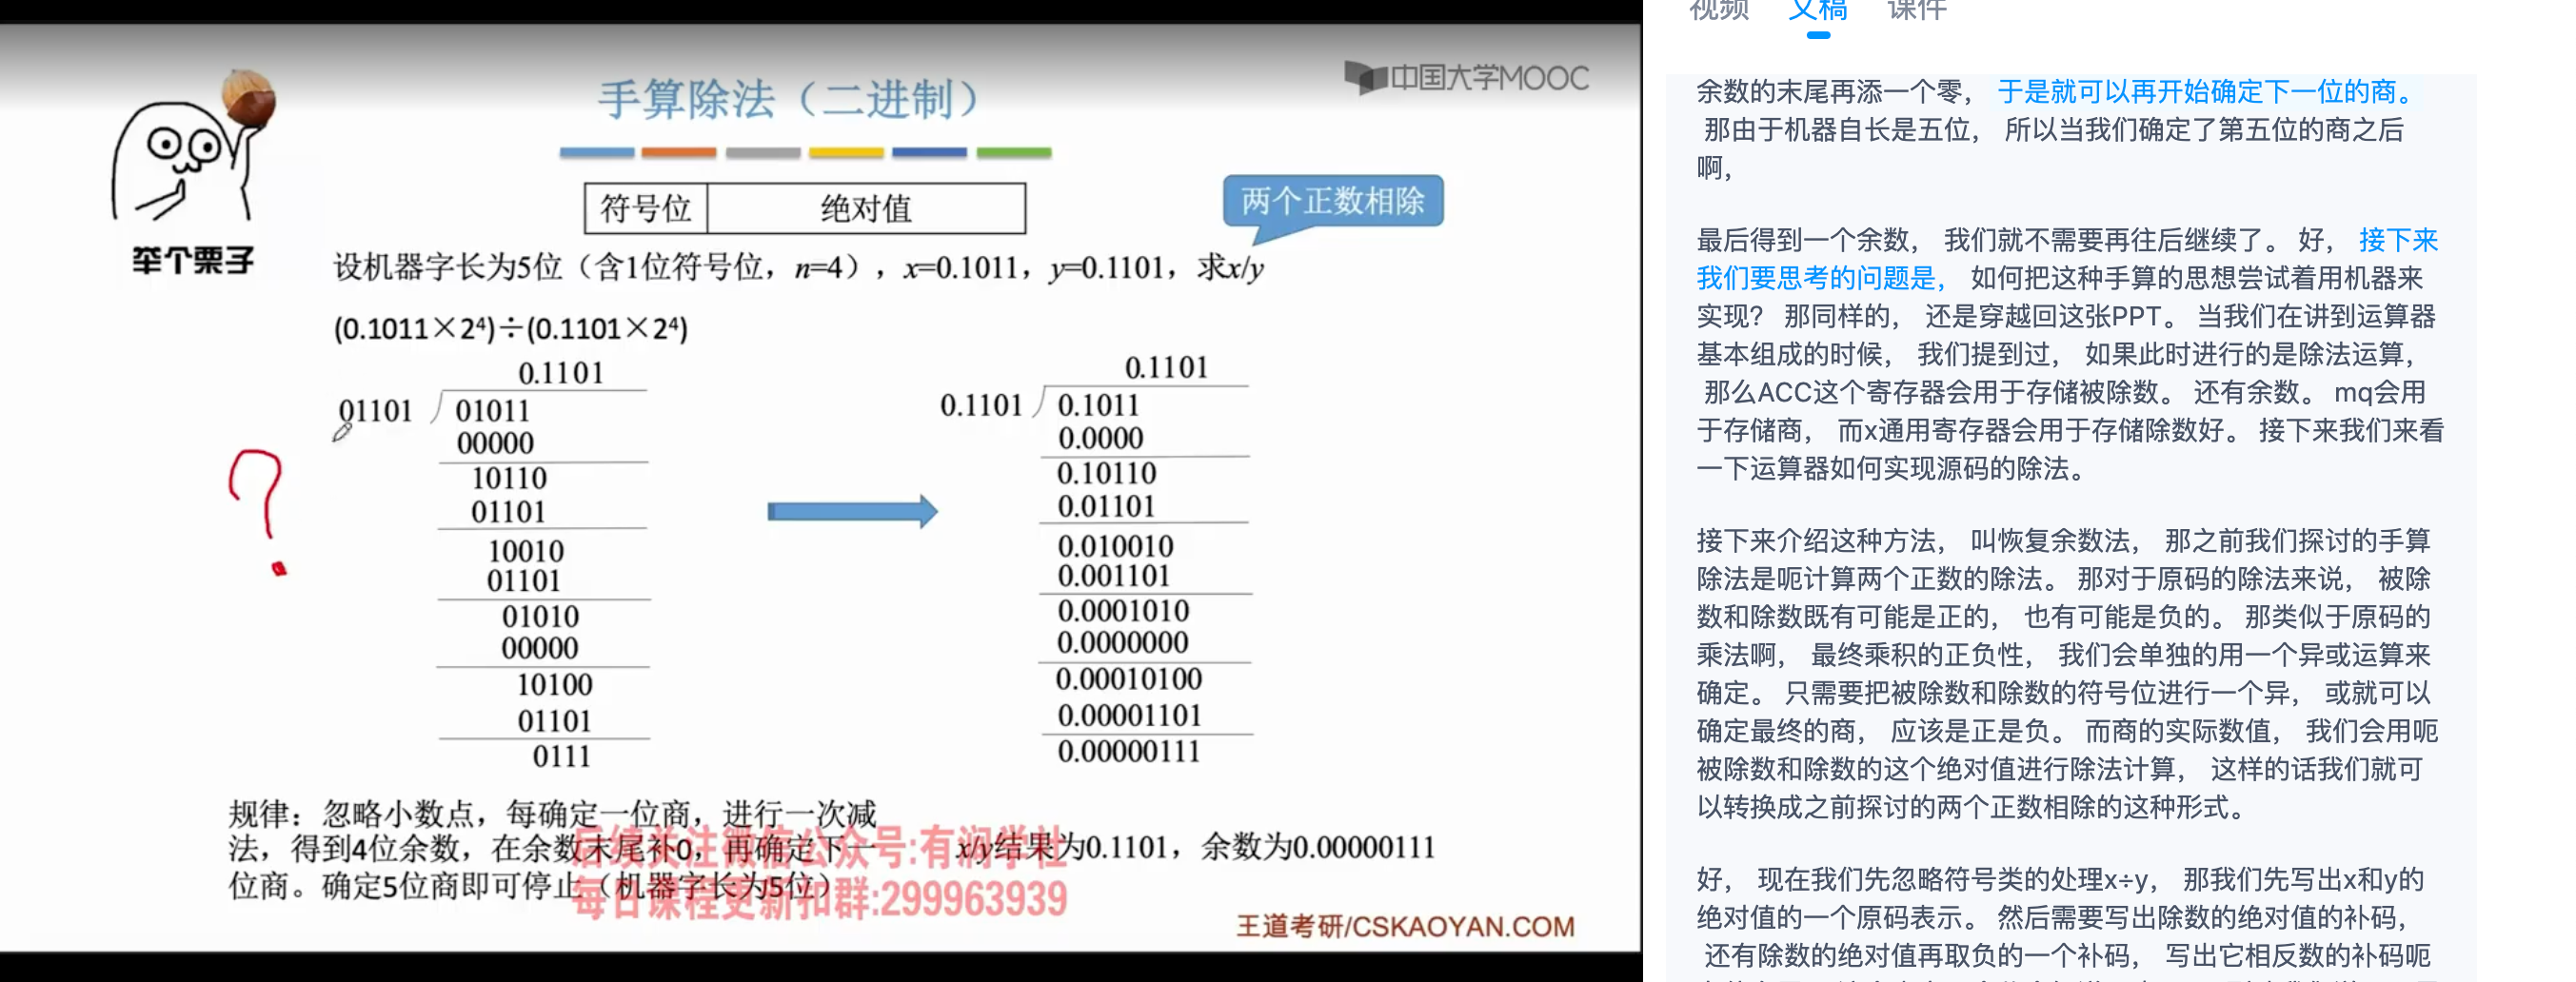 中国大学MOOC
手算除法（二进制）
符号位 绝对值
两个正数相除
举个栗子
设机器字长为5位（含1位符号位，n=4），x=0.1011，y=0.1101，求x/y
(0.1011×2⁴)÷(0.1101×2⁴)
0.1101
01101 01011
00000
10110
01101
10010
01101
01010
00000
10100
01101
0111
?
0.1101
0.1101 0.1011
0.0000
0.10110
0.01101
0.010010
0.001101
0.0001010
0.0000000
0.00010100
0.00001101
0.00000111
规律：忽略小数点，每确定一位商，进行一次减
法，得到4位余数，在余数末尾补0，再确定下一
位商。确定5位商即可停止（机器字长为5位）
x/y结果为0.1101，余数为0.00000111
后续关注微信公众号:有润学社
每日课程更新扣群:299963939
王道考研/CSKAOYAN.COM
视频 文稿 课件
余数的末尾再添一个零， 于是就可以再开始确定下一位的商。
那由于机器自长是五位， 所以当我们确定了第五位的商之后
啊，
最后得到一个余数， 我们就不需要再往后继续了。 好， 接下来
我们要思考的问题是， 如何把这种手算的思想尝试着用机器来
实现？ 那同样的， 还是穿越回这张PPT。 当我们在讲到运算器
基本组成的时候， 我们提到过， 如果此时进行的是除法运算，
那么ACC这个寄存器会用于存储被除数。 还有余数。 mq会用
于存储商， 而x通用寄存器会用于存储除数好。 接下来我们来看
一下运算器如何实现源码的除法。
接下来介绍这种方法， 叫恢复余数法， 那之前我们探讨的手算
除法是呃计算两个正数的除法。 那对于原码的除法来说， 被除
数和除数既有可能是正的， 也有可能是负的。 那类似于原码的
乘法啊， 最终乘积的正负性， 我们会单独的用一个异或运算来
确定。 只需要把被除数和除数的符号位进行一个异， 或就可以
确定最终的商， 应该是正是负。 而商的实际数值， 我们会用呃
被除数和除数的这个绝对值进行除法计算， 这样的话我们就可
以转换成之前探讨的两个正数相除的这种形式。
好， 现在我们先忽略符号类的处理x÷y， 那我们先写出x和y的
绝对值的一个原码表示。 然后需要写出除数的绝对值的补码，
还有除数的绝对值再取负的一个补码， 写出它相反数的补码呃